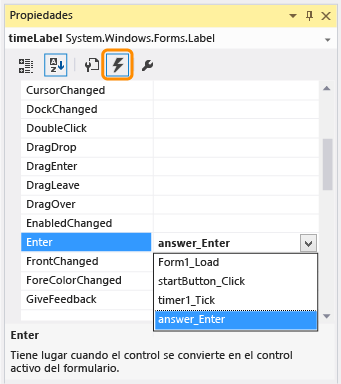 Propiedades
timeLabel System.Windows.Forms.Label
CursorChanged
DockChanged
DoubleClick
DragDrop
DragEnter
DragLeave
DragOver
EnabledChanged
Enter answer_Enter
FrontChanged
ForeColorChanged
GiveFeedback
Form1_Load
startButton_Click
timer1_Tick
answer_Enter
Enter
Tiene lugar cuando el control se convierte en el control
activo del formulario.